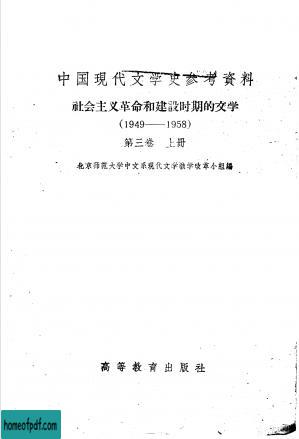 中国現代文学史参考資料
社会主义革命和建設时期的文学
(1949——1958)
第三卷 上册
北京师范大学中文系現代文学教学改革小組編
高等教育出版社
homeofpdf.com